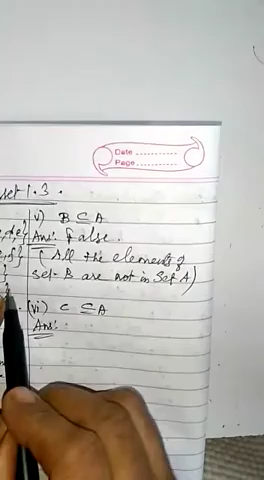 Date ............
Page ............
set 1.3.
v) B ⊆ A
Ans: False.
(All the elements of
set B are not in Set A)
(vi) C ⊆ A
Ans: